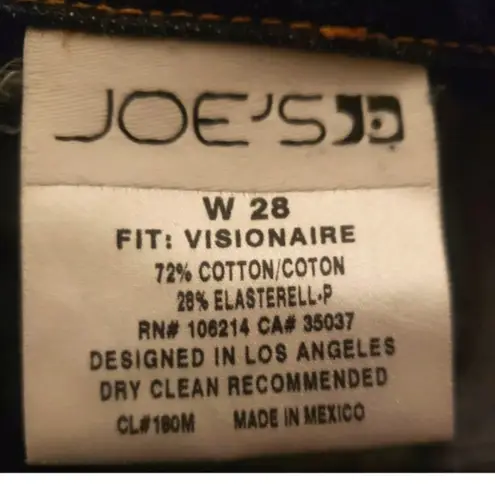 JOE'S
W 28
FIT: VISIONAIRE
72% COTTON/COTON
28% ELASTERELL-P
RN# 106214 CA# 35037
DESIGNED IN LOS ANGELES
DRY CLEAN RECOMMENDED
CL#180M MADE IN MEXICO